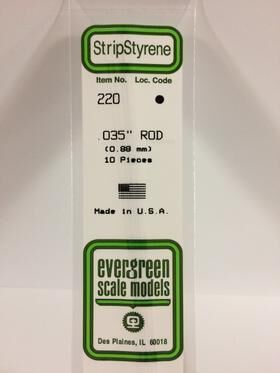 StripStyrene
Item No. Loc. Code
220 ●
.035" ROD
(0.88 mm)
10 Pieces
Made in U.S.A.
evergreen
scale models
Des Plaines, IL 60018